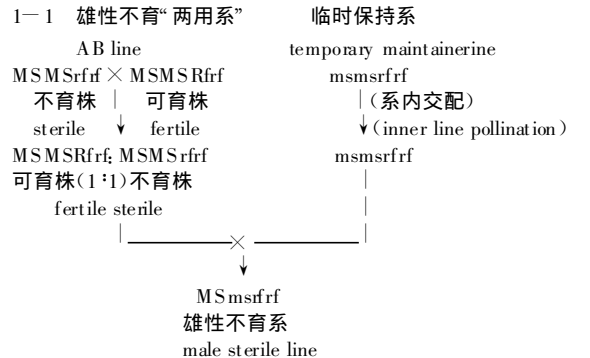 1—1 雄性不育“两用系” 临时保持系
AB line temporary maintainerine
MSMSrfrf × MSMSRfrf msmsrfrf
不育株 可育株 (系内交配)
sterile fertile (inner line pollination)
MSMSRfrf: MSMSrfrf msmsrfrf
可育株(1:1)不育株
fertile sterile
×
MSmsrfrf
雄性不育系
male sterile line